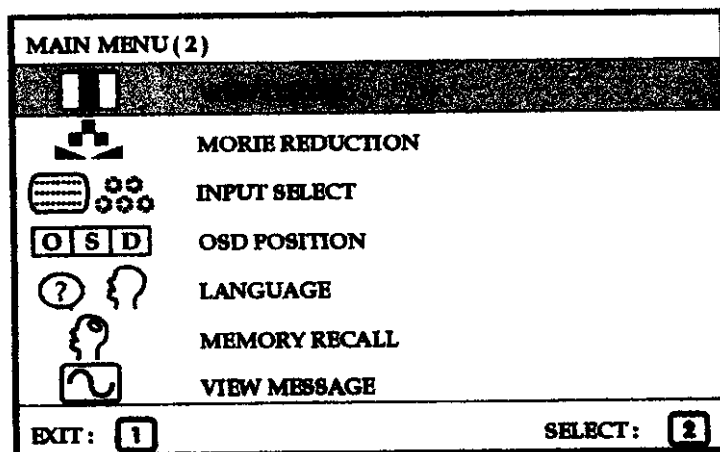 MAIN MENU (2)
MORIE REDUCTION
INPUT SELECT
O S D OSD POSITION
? LANGUAGE
MEMORY RECALL
VIEW MESSAGE
EXIT: 1 SELECT: 2